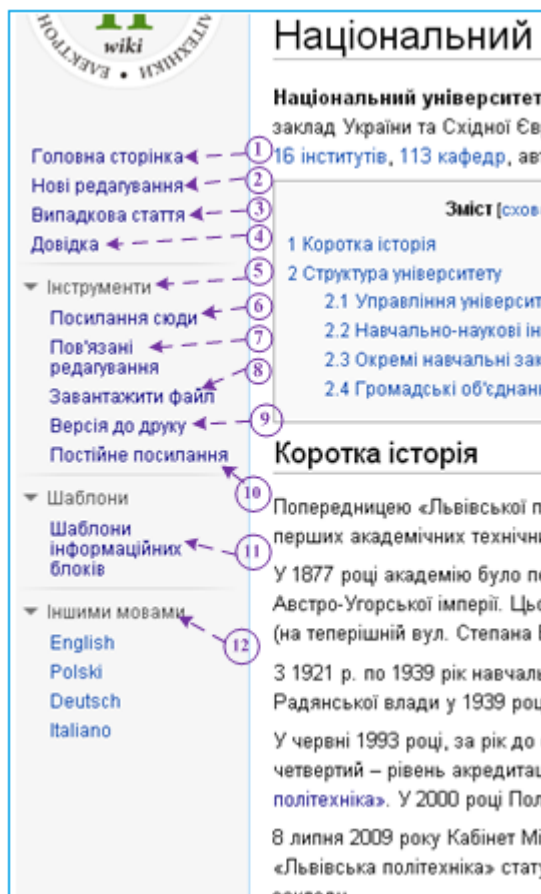 wiki
Головна сторінка
Нові редагування
Випадкова стаття
Довідка
Інструменти
Посилання сюди
Пов'язані
редагування
Завантажити файл
Версія до друку
Постійне посилання
Шаблони
Шаблони
інформаційних
блоків
Іншими мовами
English
Polski
Deutsch
Italiano
1
2
3
4
5
6
7
8
9
10
11
12
Національний
Національний університет
заклад України та Східної Єв
16 інститутів, 113 кафедр, авт
Зміст [схов
1 Коротка історія
2 Структура університету
2.1 Управління університ
2.2 Навчально-наукові ін
2.3 Окремі навчальні зак
2.4 Громадські об'єднан
Коротка історія
Попередницею «Львівської п
перших академічних технічни
У 1877 році академію було п
Австро-Угорської імперії. Ць
(на теперішній вул. Степана
З 1921 р. по 1939 рік навчаль
Радянської влади у 1939 роц
У червні 1993 році, за рік до
четвертий – рівень акредитац
політехніка». У 2000 році Пол
8 липня 2009 року Кабінет Мі
«Львівська політехніка» стату